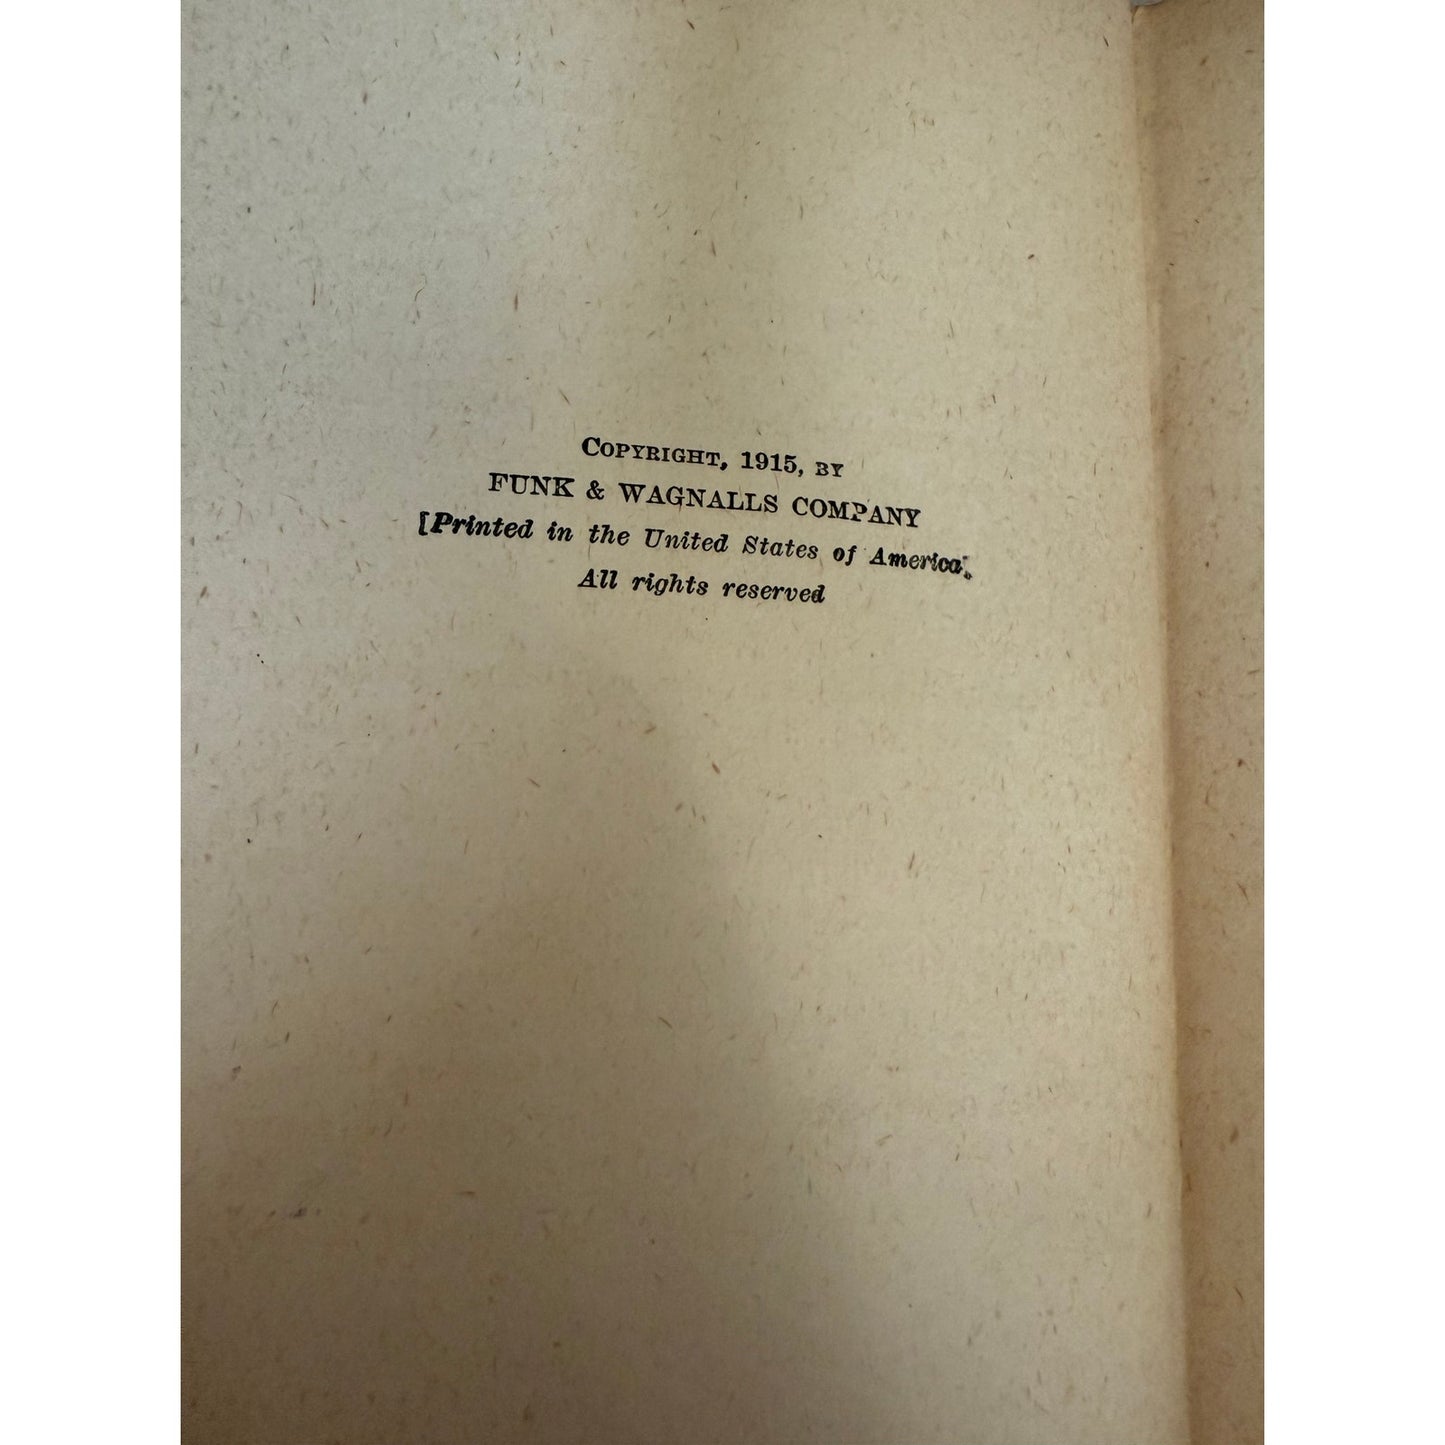 COPYRIGHT, 1915, BY
FUNK & WAGNALLS COMPANY
[Printed in the United States of America.
All rights reserved